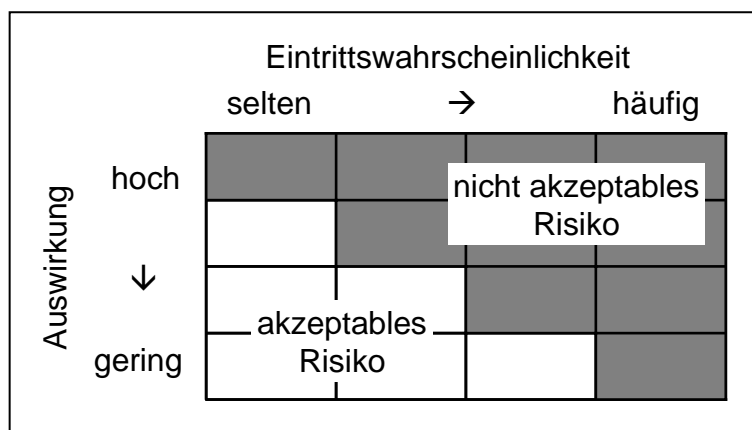 Eintrittswahrscheinlichkeit
selten → häufig
Auswirkung
↓
hoch
nicht akzeptables
Risiko
akzeptables
Risiko
gering